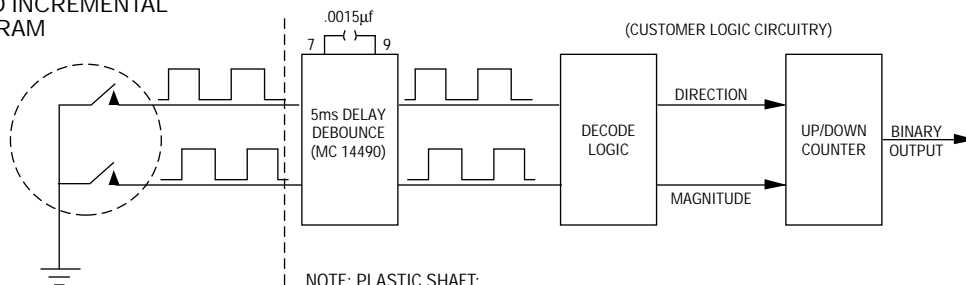 INCREMENTAL
.0015µf
7 9
(CUSTOMER LOGIC CIRCUITRY)
5ms DELAY
DEBOUNCE
(MC 14490)
DECODE
LOGIC
DIRECTION
MAGNITUDE
UP/DOWN
COUNTER
BINARY
OUTPUT
NOTE: PLASTIC SHAFT: